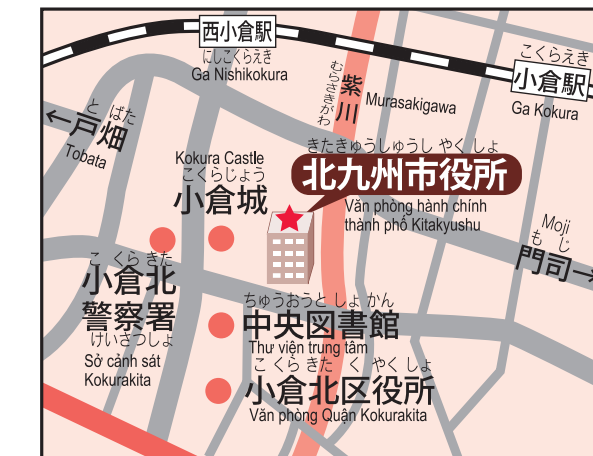 西小倉駅
にしこくらえき
Ga Nishikokura
こくらえき
小倉駅
Ga Kokura
むらさきがわ
紫川
Murasakigawa
とばた
←戸畑
Tobata
きたきゅうしゅうし やくしょ
北九州市役所
Văn phòng hành chính
thành phố Kitakyushu
Kokura Castle
こくらじょう
小倉城
Moji
もじ
門司→
こくらきた
小倉北
警察署
けいさつしょ
Sở cảnh sát
Kokurakita
ちゅうおうとしょかん
中央図書館
Thư viện trung tâm
こくらきた く やくしょ
小倉北区役所
Văn phòng Quận Kokurakita